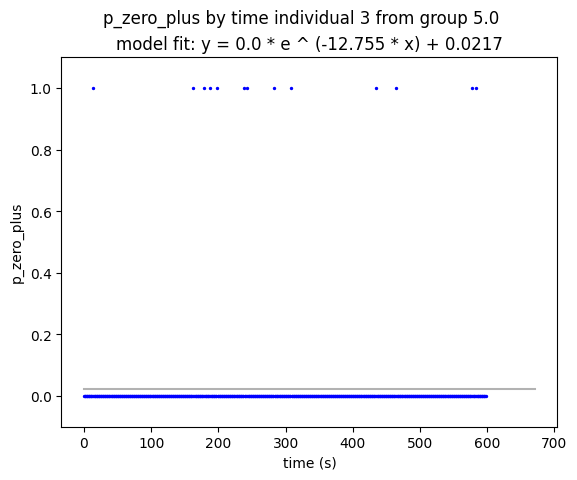 p_zero_plus by time individual 3 from group 5.0
model fit: y = 0.0 * e ^ (-12.755 * x) + 0.0217
1.0
0.8
0.6
0.4
0.2
0.0
p_zero_plus
0 100 200 300 400 500 600 700
time (s)